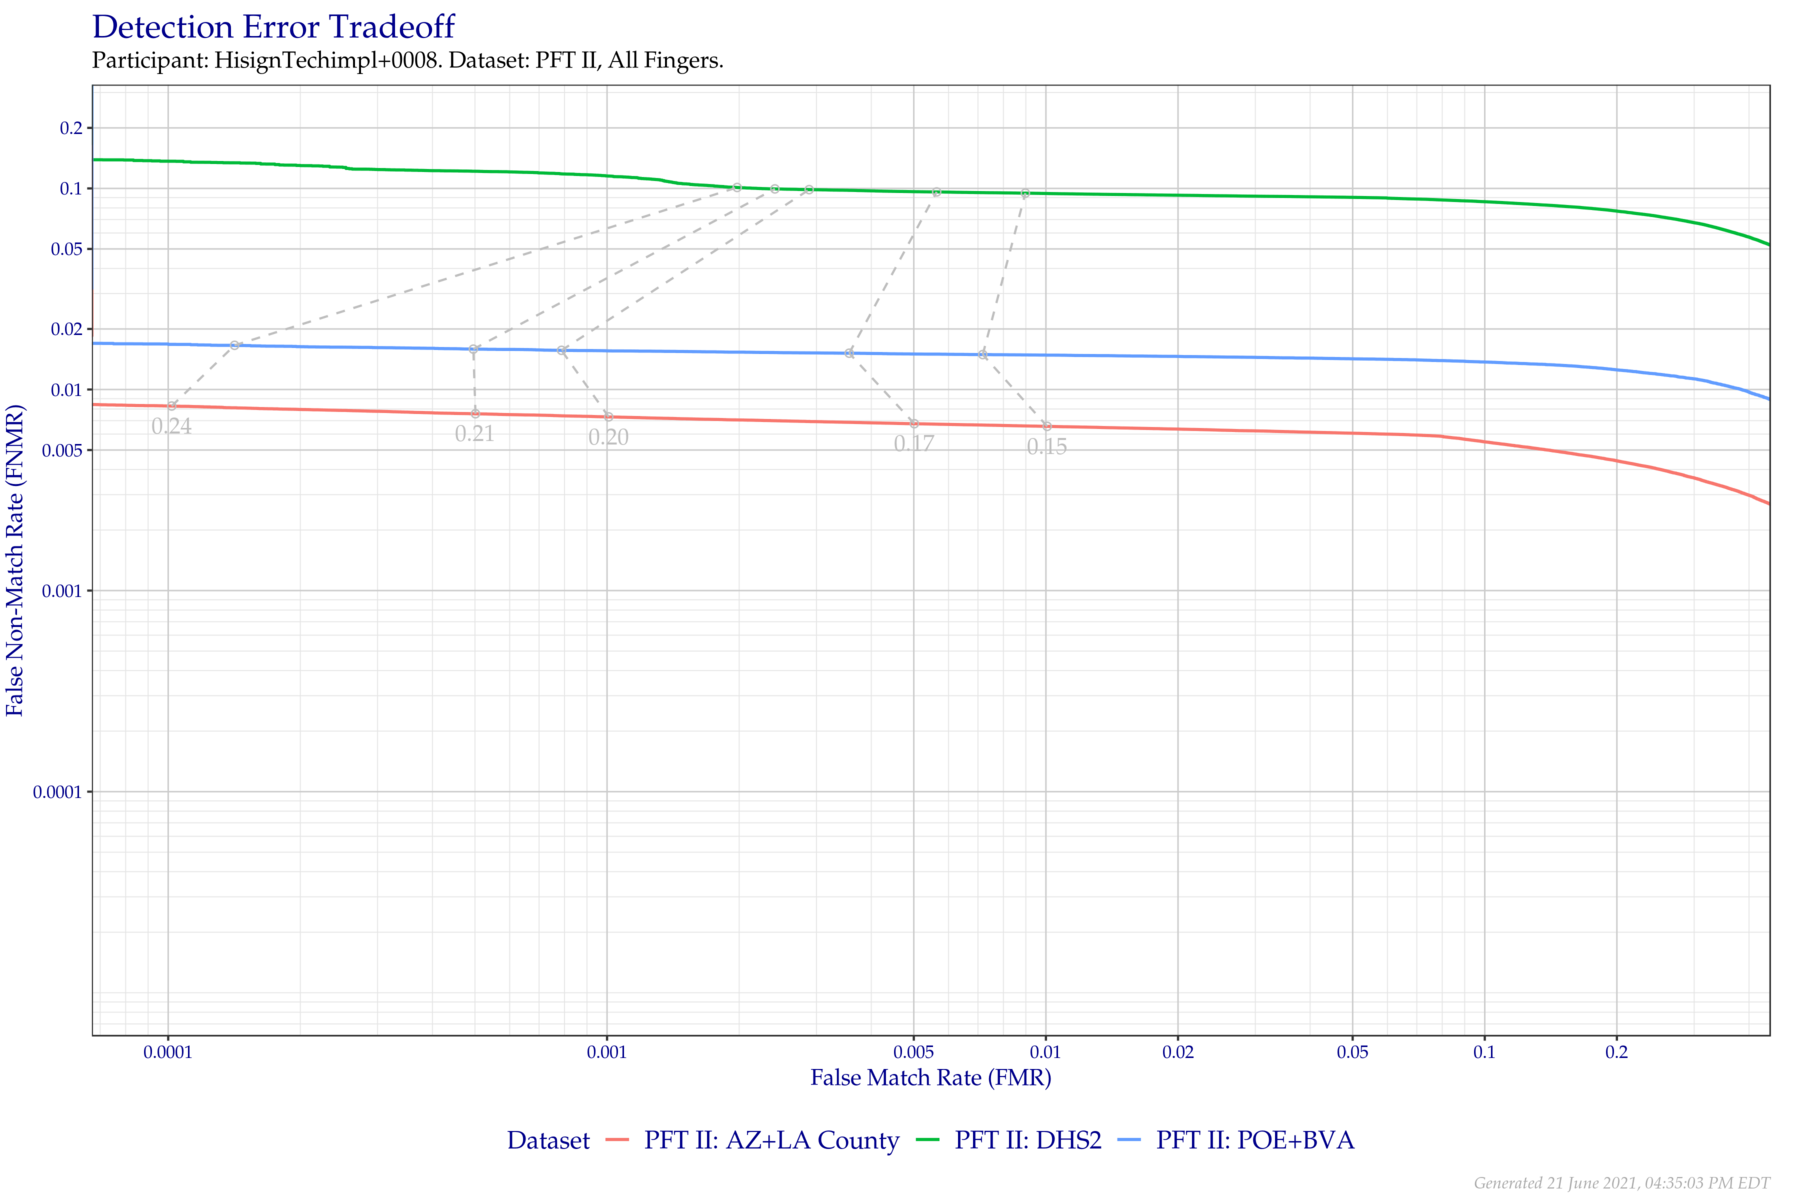 Detection Error Tradeoff
Participant: HisignTechimpl+0008. Dataset: PFT II, All Fingers.
False Non-Match Rate (FNMR)
0.2
0.1
0.05
0.02
0.01
0.005
0.001
0.0001
0.24
0.21
0.20
0.17
0.15
0.0001 0.001 0.005 0.01 0.02 0.05 0.1 0.2
False Match Rate (FMR)
Dataset PFT II: AZ+LA County PFT II: DHS2 PFT II: POE+BVA
Generated 21 June 2021, 04:35:03 PM EDT